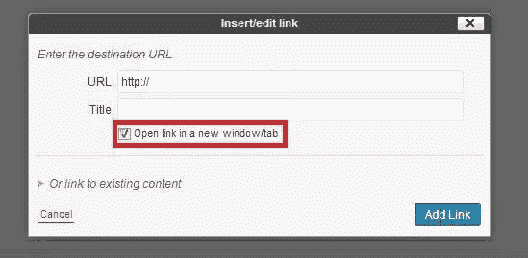 Insert/edit link
Enter the destination URL
URL http://
Title
Open link in a new window/tab
Or link to existing content
Cancel Add Link